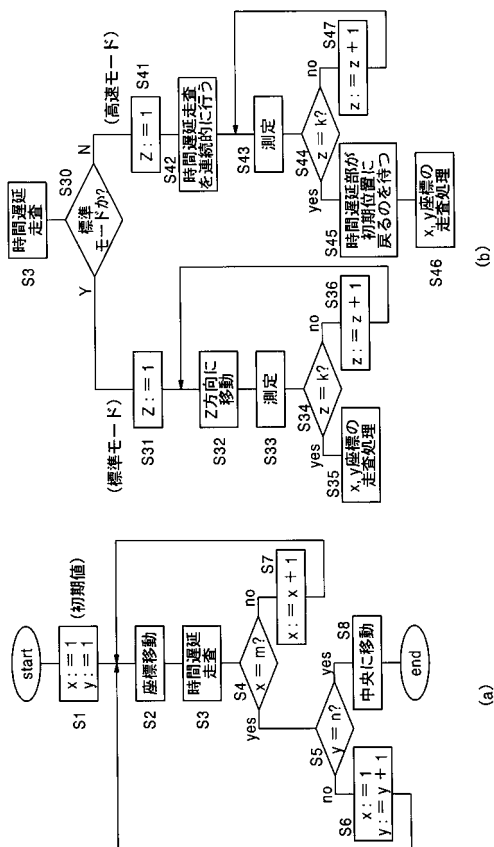 start
S1
x := 1
y := 1
(初期値)
S2
座標移動
S3
時間遅延
走査
S4
x = m?
yes
no
S7
x := x + 1
S5
y = n?
no
yes
S6
x := 1
y := y + 1
S8
中央に移動
end
(a)
S3
時間遅延
走査
S30
標準
モードか?
Y
N
(標準モード)
S31
Z := 1
S32
Z方向に
移動
S33
測定
S34
z = k?
yes
no
S35
x, y座標の
走査処理
S36
z := z + 1
(高速モード)
S41
Z := 1
S42
時間遅延走査
を連続的に行う
S43
測定
S44
z = k?
yes
no
S47
z := z + 1
S45
時間遅延部が
初期位置に
戻るのを待つ
S46
x, y座標の
走査処理
(b)